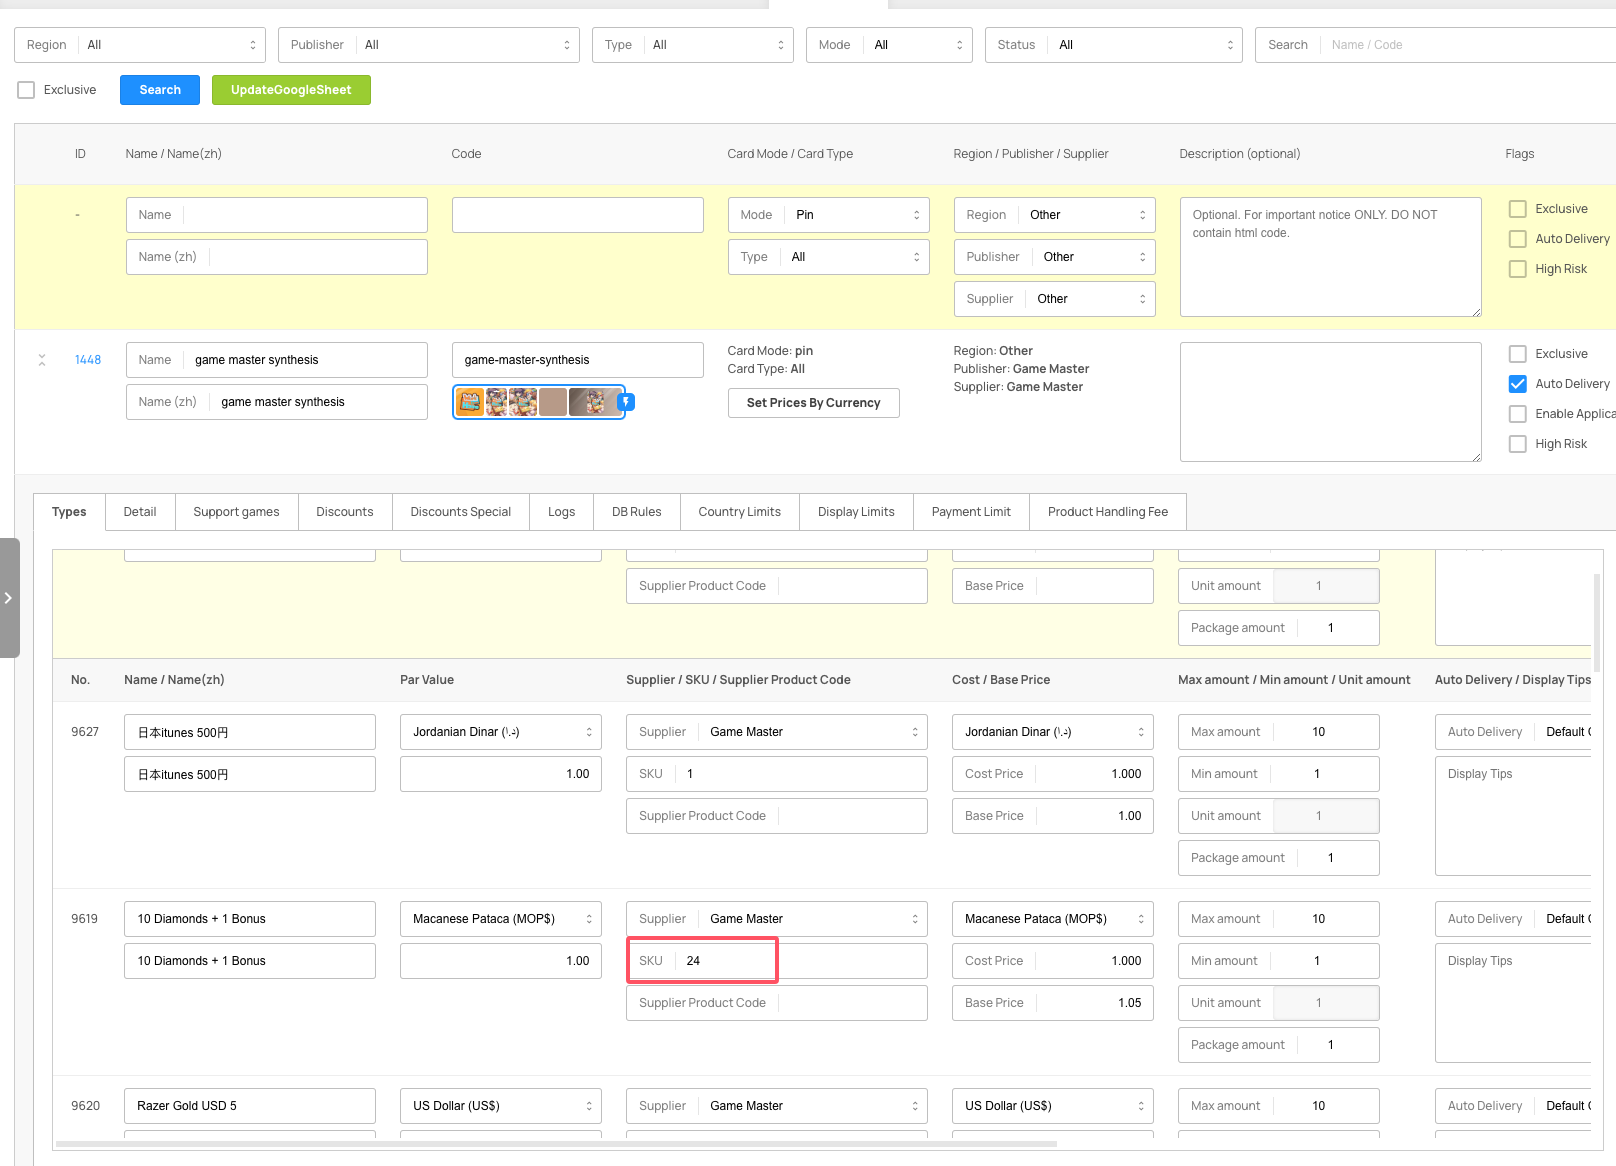 Region All Publisher All Type All Mode All Status All Search Name / Code
Exclusive Search UpdateGoogleSheet
ID Name / Name(zh) Code Card Mode / Card Type Region / Publisher / Supplier Description (optional) Flags
- Name Mode Pin Region Other Optional. For important notice ONLY. DO NOT Exclusive
contain html code.
Name (zh) Type All Publisher Other Auto Delivery
Supplier Other High Risk
1448 Name game master synthesis game-master-synthesis Card Mode: pin Region: Other Exclusive
Card Type: All Publisher: Game Master
Name (zh) game master synthesis Set Prices By Currency Supplier: Game Master Auto Delivery
Enable Applica
High Risk
Types Detail Support games Discounts Discounts Special Logs DB Rules Country Limits Display Limits Payment Limit Product Handling Fee
Supplier Product Code Base Price Unit amount 1
Package amount 1
No. Name / Name(zh) Par Value Supplier / SKU / Supplier Product Code Cost / Base Price Max amount / Min amount / Unit amount Auto Delivery / Display Tips
9627 日本itunes 500円 Jordanian Dinar (د.ا) Supplier Game Master Jordanian Dinar (د.ا) Max amount 10 Auto Delivery Default
日本itunes 500円 1.00 SKU 1 Cost Price 1.000 Min amount 1 Display Tips
Supplier Product Code Base Price 1.00 Unit amount 1
Package amount 1
9619 10 Diamonds + 1 Bonus Macanese Pataca (MOP$) Supplier Game Master Macanese Pataca (MOP$) Max amount 10 Auto Delivery Default
10 Diamonds + 1 Bonus 1.00 SKU 24 Cost Price 1.000 Min amount 1 Display Tips
Supplier Product Code Base Price 1.05 Unit amount 1
Package amount 1
9620 Razer Gold USD 5 US Dollar (US$) Supplier Game Master US Dollar (US$) Max amount 10 Auto Delivery Default